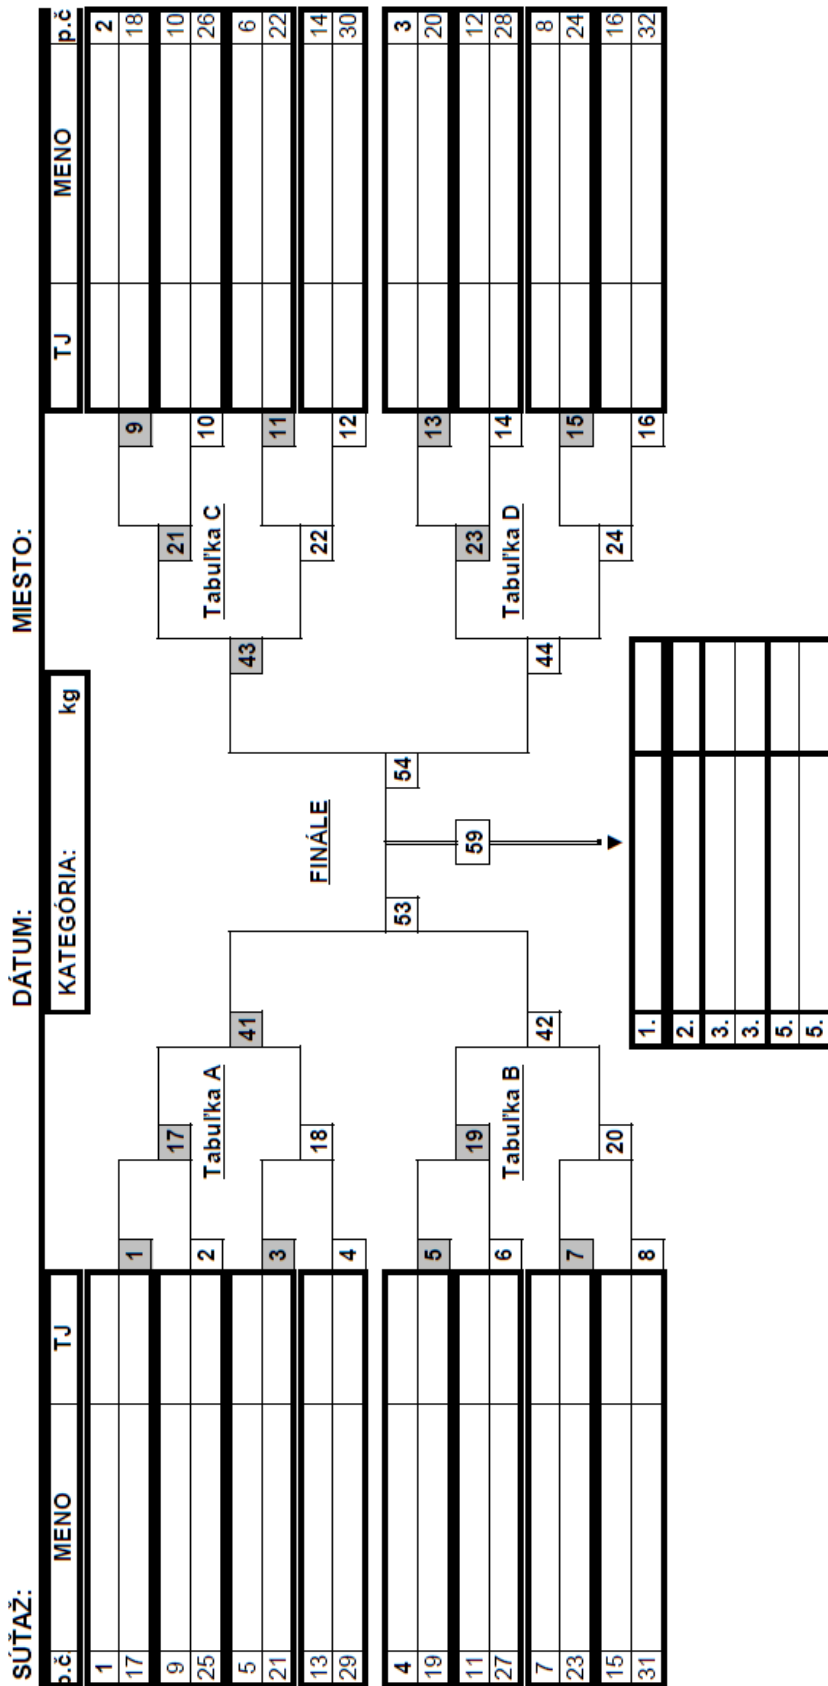 SÚŤAŽ: DÁTUM: MIESTO:
p.č. MENO TJ KATEGÓRIA: kg TJ MENO p.č
1 2
17 1 9 18
9 17 21 10
25 2 Tabuľka A Tabuľka C 10 26
5 41 43 6
21 3 11 22
13 18 FINÁLE 22 14
29 4 12 30
4 53 54 3
19 5 13 20
11 19 59 23 12
27 6 Tabuľka B Tabuľka D 14 28
7 42 44 8
23 7 15 24
15 20 24 16
31 8 1. 16 32
2.
3.
3.
5.
5.